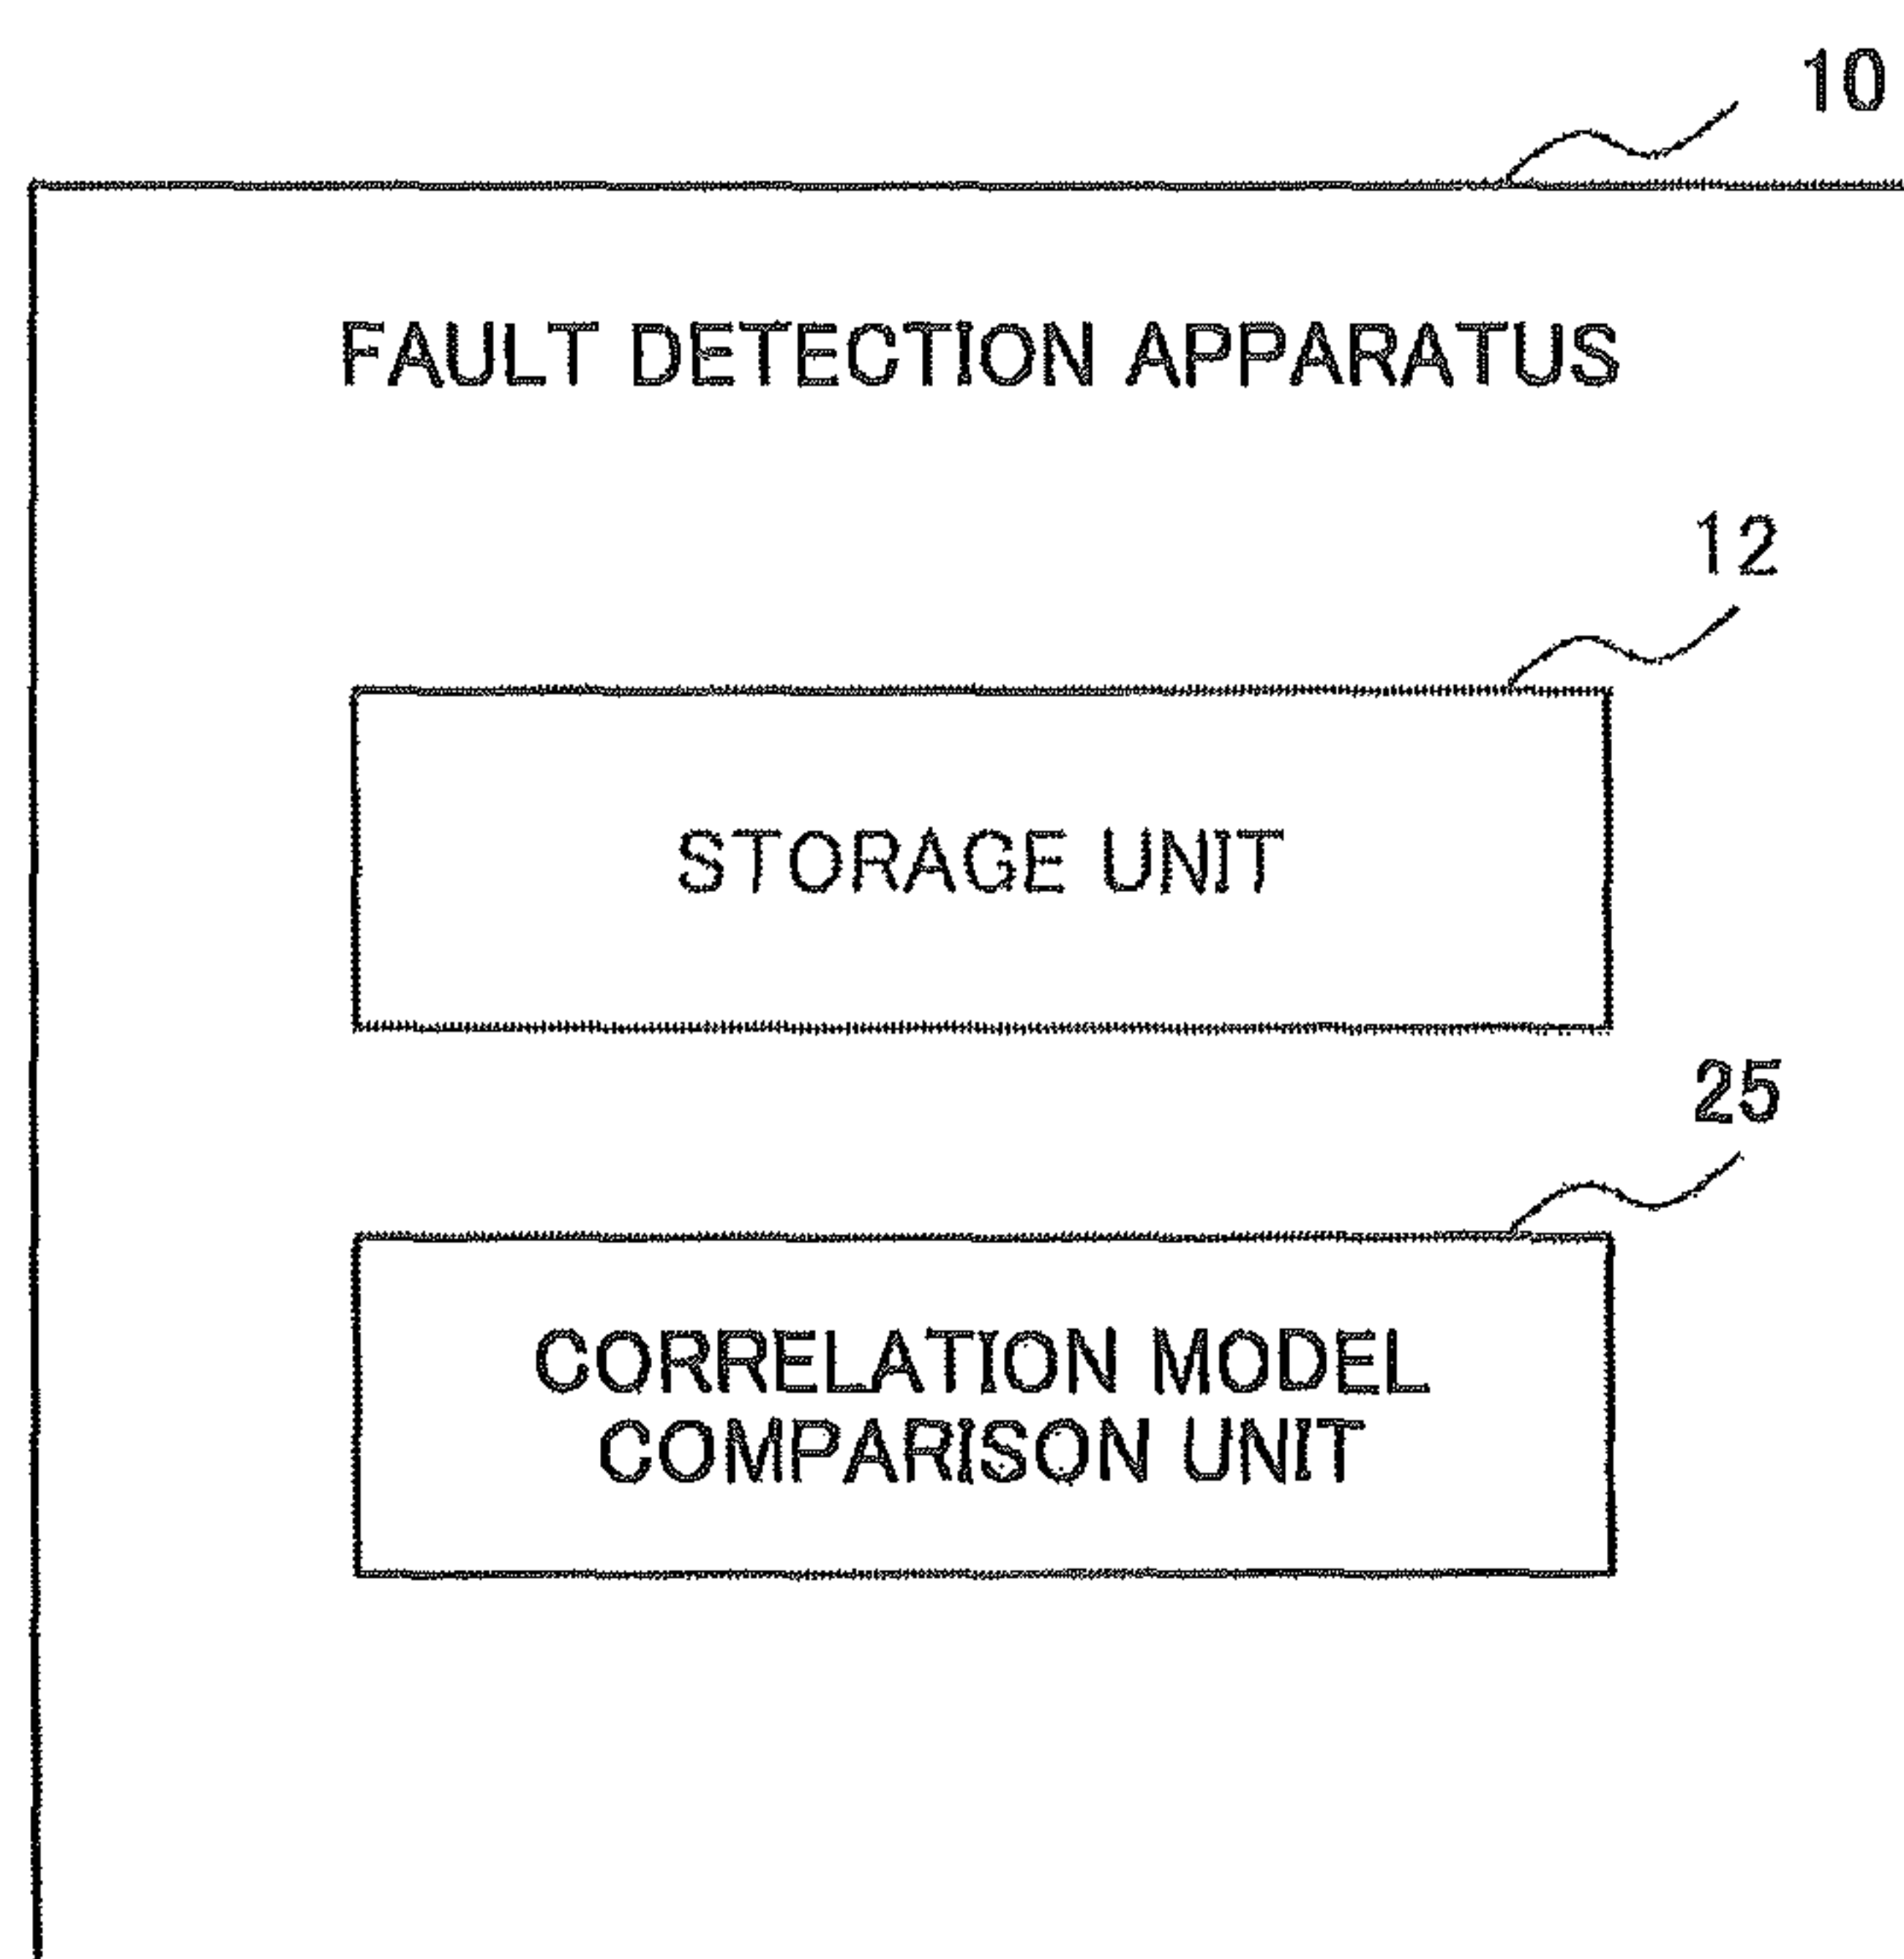 10
FAULT DETECTION APPARATUS
12
STORAGE UNIT
25
CORRELATION MODEL
COMPARISON UNIT